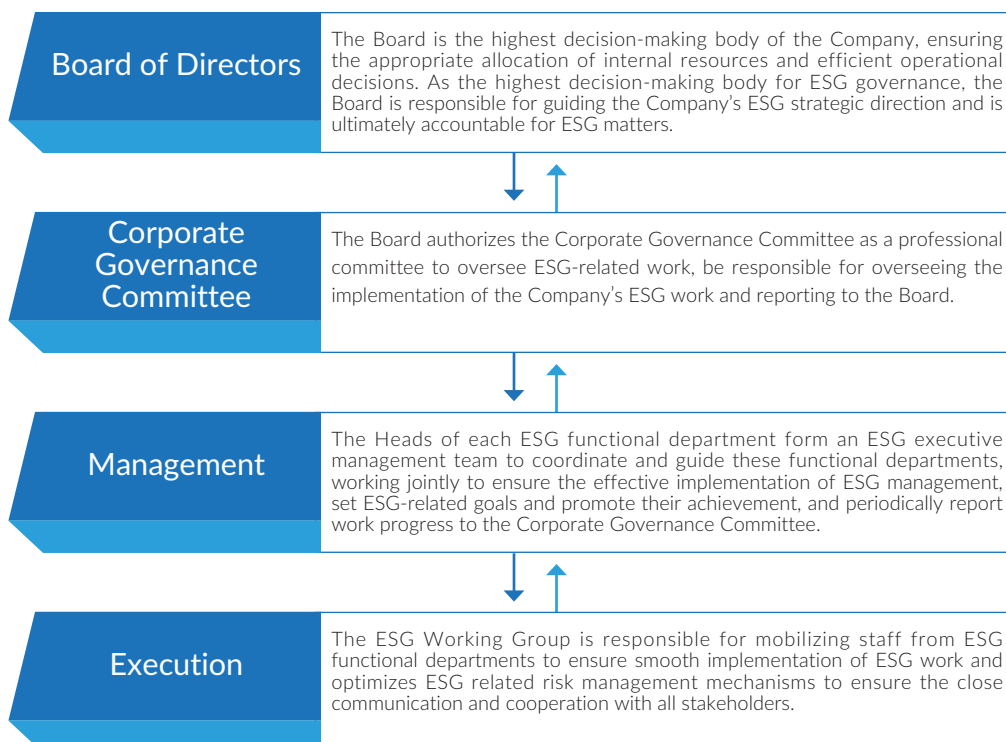 Board of Directors
The Board is the highest decision-making body of the Company, ensuring
the appropriate allocation of internal resources and efficient operational
decisions. As the highest decision-making body for ESG governance, the
Board is responsible for guiding the Company's ESG strategic direction and is
ultimately accountable for ESG matters.
Corporate
Governance
Committee
The Board authorizes the Corporate Governance Committee as a professional
committee to oversee ESG-related work, be responsible for overseeing the
implementation of the Company's ESG work and reporting to the Board.
Management
The Heads of each ESG functional department form an ESG executive
management team to coordinate and guide these functional departments,
working jointly to ensure the effective implementation of ESG management,
set ESG-related goals and promote their achievement, and periodically report
work progress to the Corporate Governance Committee.
Execution
The ESG Working Group is responsible for mobilizing staff from ESG
functional departments to ensure smooth implementation of ESG work and
optimizes ESG related risk management mechanisms to ensure the close
communication and cooperation with all stakeholders.